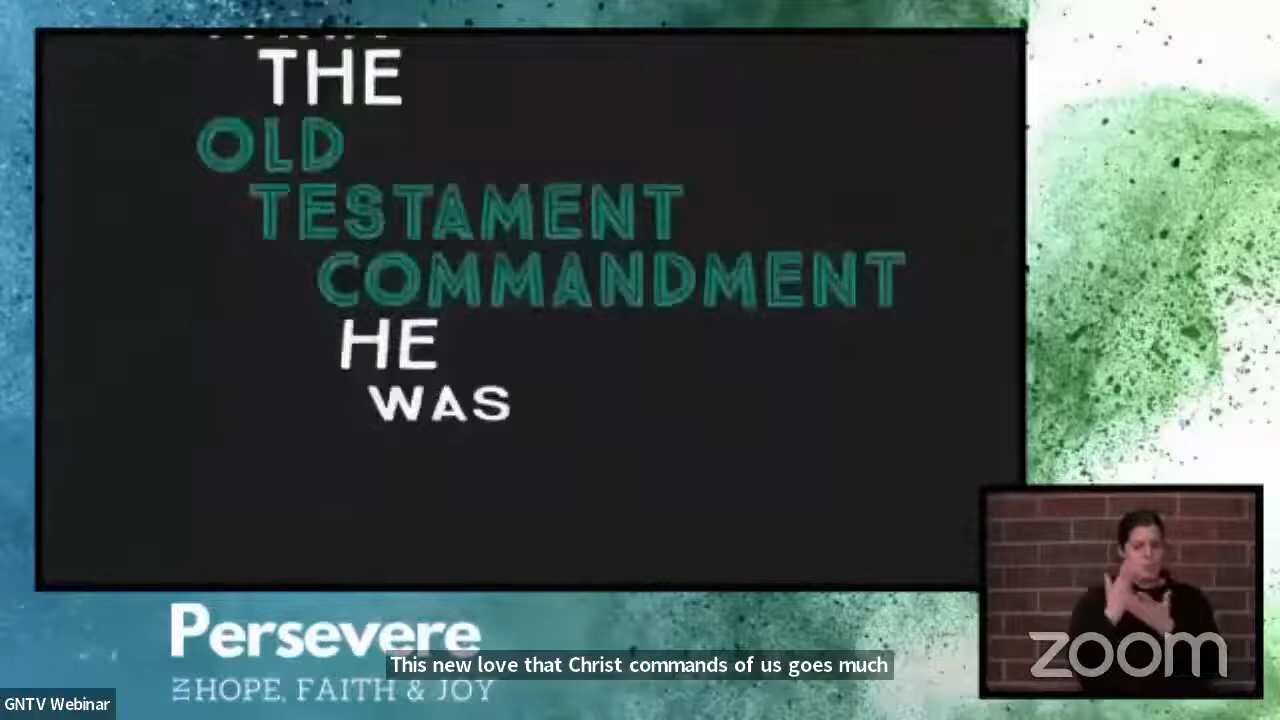 THE
OLD
TESTAMENT
COMMANDMENT
HE
WAS
Persevere
This new love that Christ commands of us goes much
IN HOPE, FAITH & JOY
zoom
GNTV Webinar